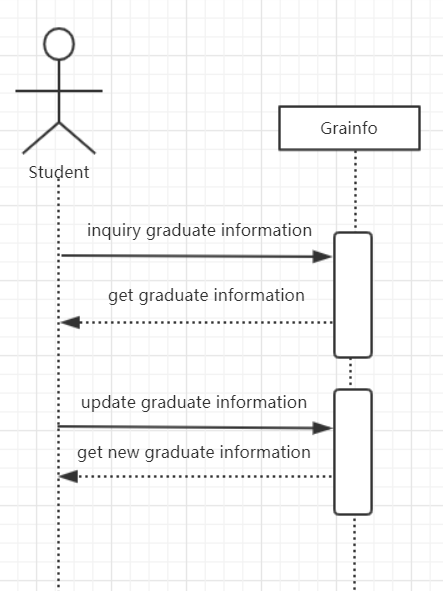 Grainfo
Student
inquiry graduate information
get graduate information
update graduate information
get new graduate information